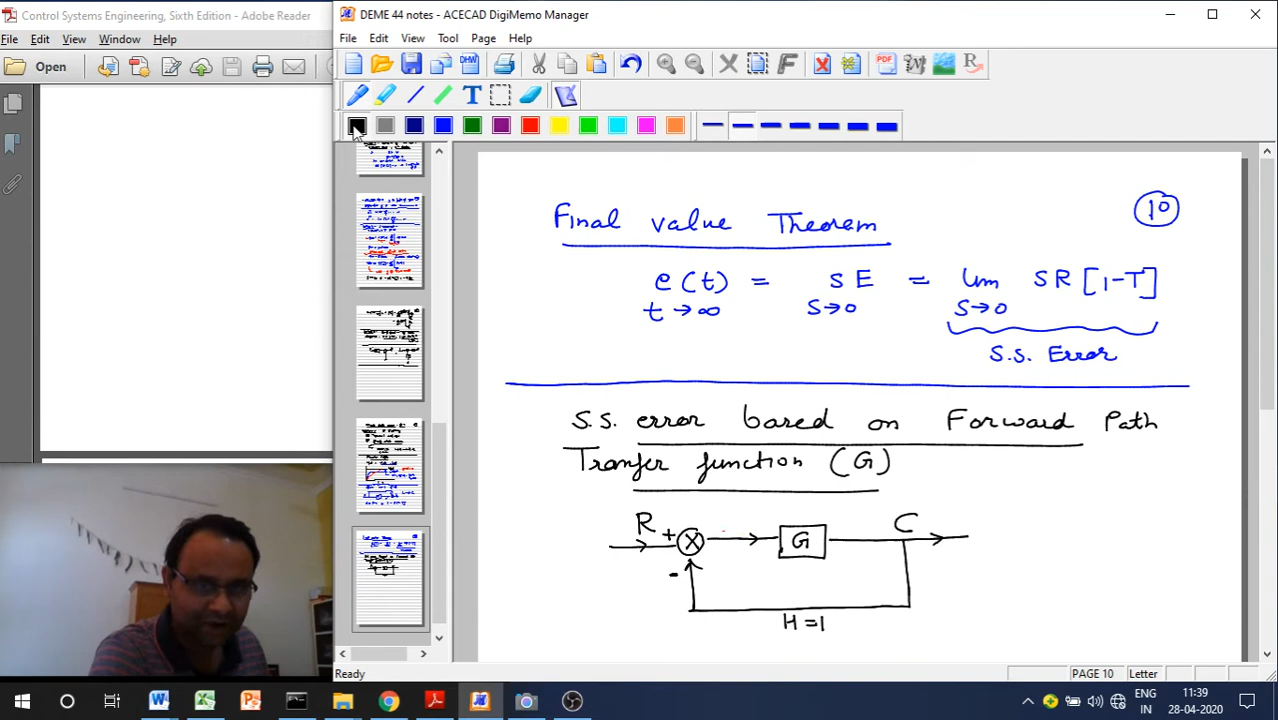 Control Systems Engineering, Sixth Edition - Adobe Reader
File Edit View Window Help
Open
DEME 44 notes - ACECAD DigiMemo Manager
File Edit View Tool Page Help
Final value Theorem
10
e(t) = SE = lim SR[1-T]
t→∞ S→0 S→0
S.S. Error
S.S. error based on Forward Path
Tranfer function (G)
R + X G C
-
H=1
Ready
PAGE 10 Letter
ENG
IN
11:39
28-04-2020